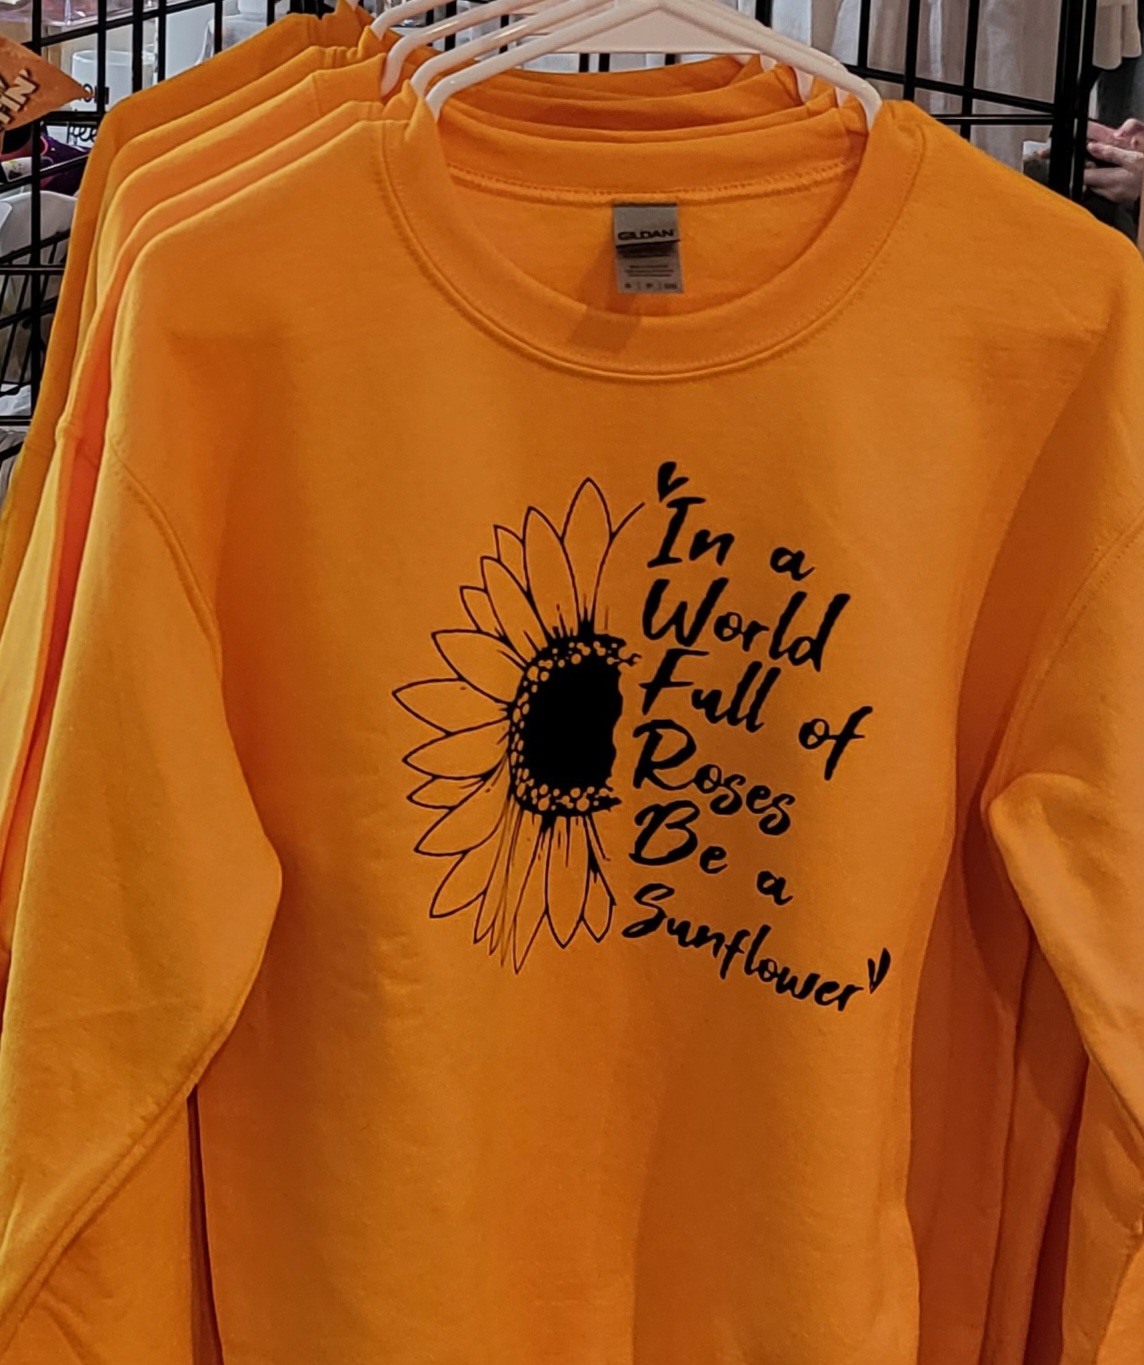 GILDAN
"In a
World
Full of
Roses
Be a
Sunflower"